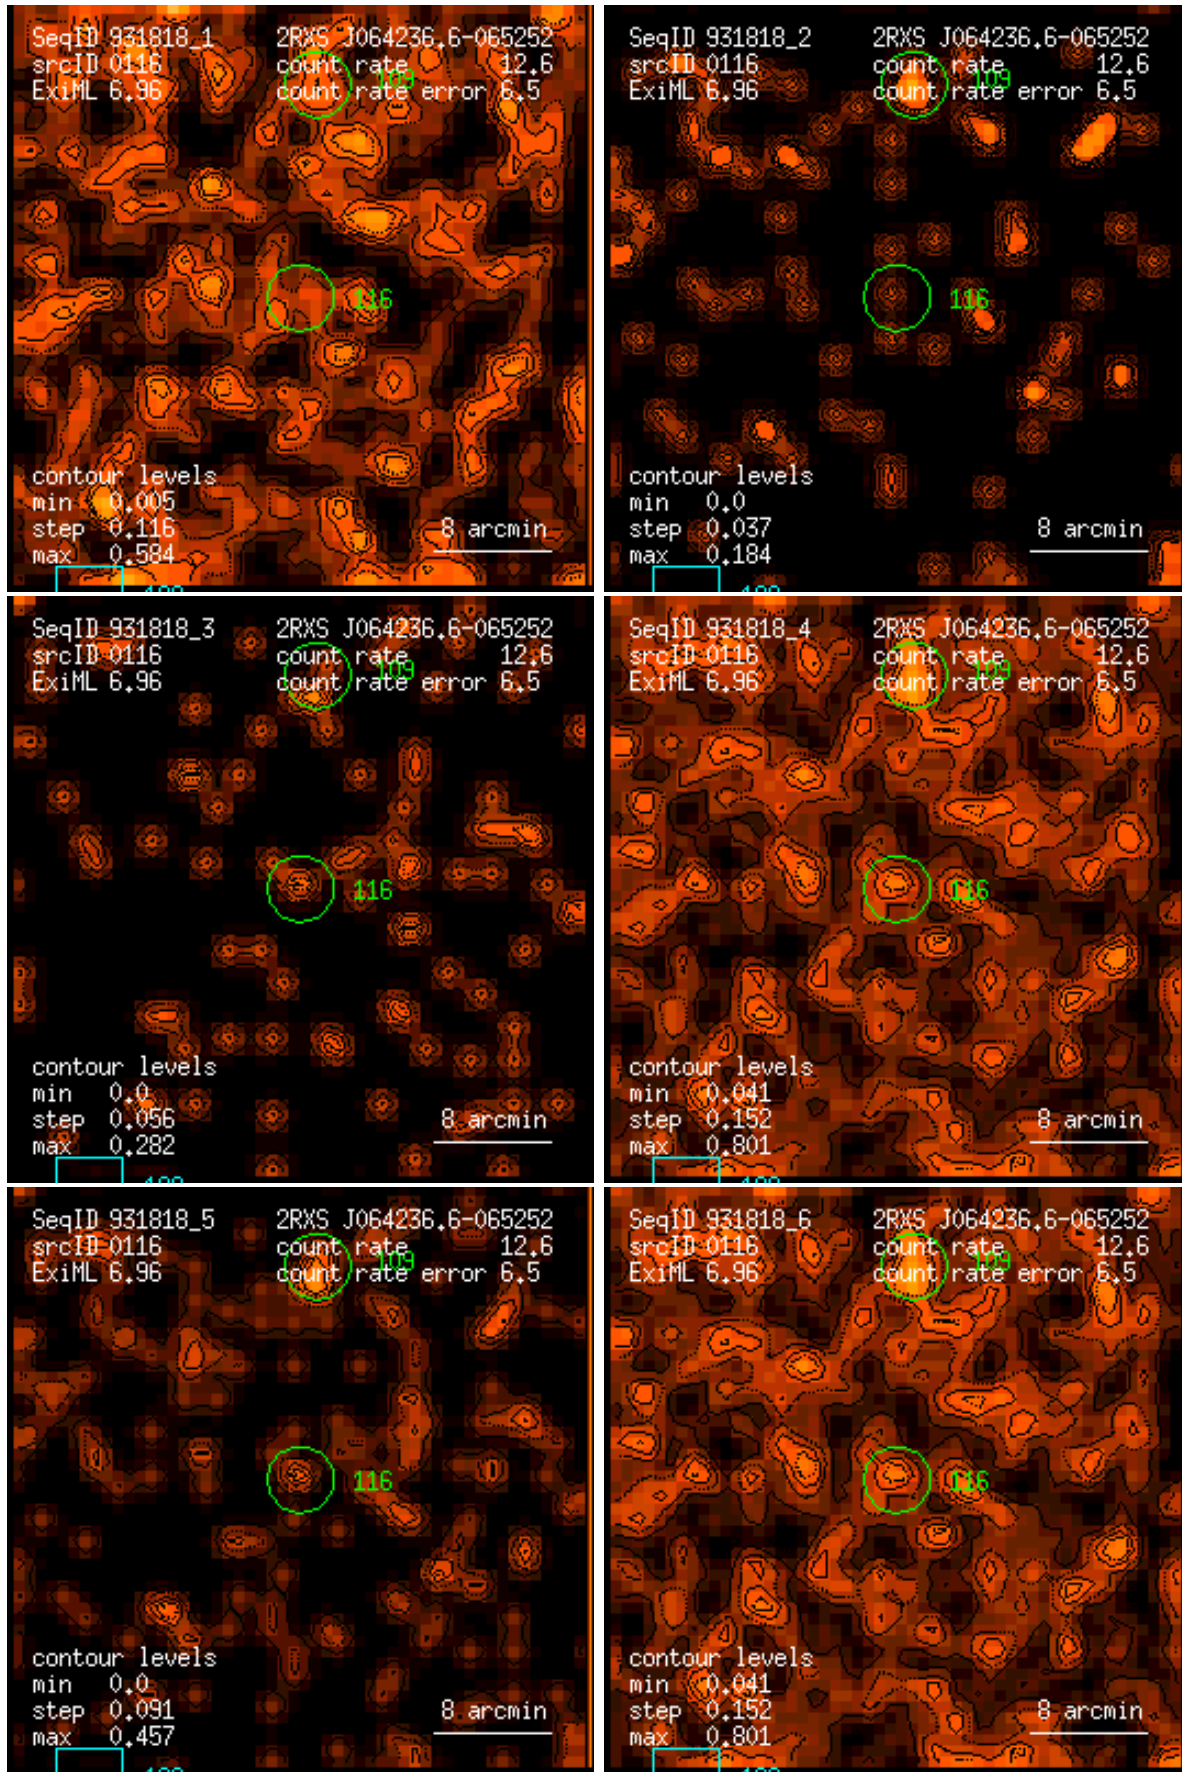 SeqID 931818_1 2RXS J064236.6-065252
srcID 0116 count rate 12.6
109
ExiML 6.96 count rate error 6.5
116
contour levels
min 0.005
step 0.116
max 0.584
8 arcmin
SeqID 931818_2 2RXS J064236.6-065252
srcID 0116 count rate 12.6
109
ExiML 6.96 count rate error 6.5
116
contour levels
min 0.0
step 0.037
max 0.184
8 arcmin
SeqID 931818_3 2RXS J064236.6-065252
srcID 0116 count rate 12.6
109
ExiML 6.96 count rate error 6.5
116
contour levels
min 0.0
step 0.056
max 0.282
8 arcmin
SeqID 931818_4 2RXS J064236.6-065252
srcID 0116 count rate 12.6
109
ExiML 6.96 count rate error 6.5
116
contour levels
min 0.041
step 0.152
max 0.801
8 arcmin
SeqID 931818_5 2RXS J064236.6-065252
srcID 0116 count rate 12.6
109
ExiML 6.96 count rate error 6.5
116
contour levels
min 0.0
step 0.091
max 0.457
8 arcmin
SeqID 931818_6 2RXS J064236.6-065252
srcID 0116 count rate 12.6
109
ExiML 6.96 count rate error 6.5
116
contour levels
min 0.041
step 0.152
max 0.801
8 arcmin